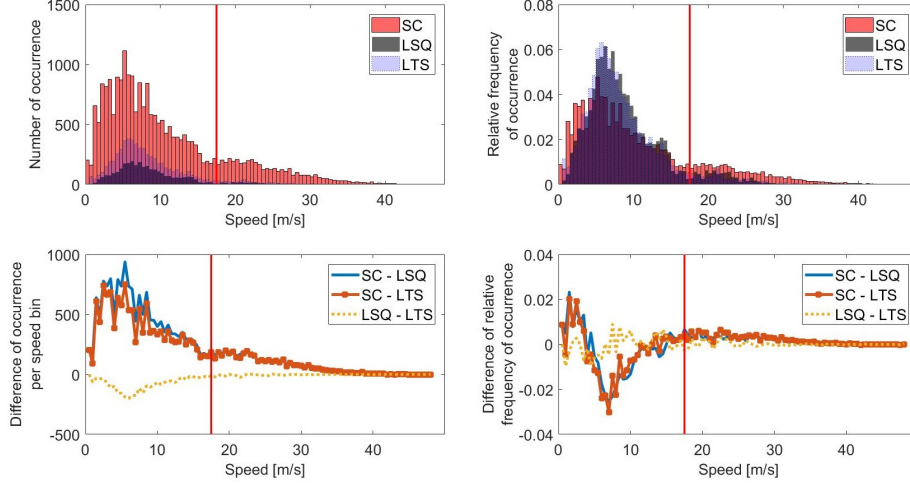 Number of occurrence
1500
1000
500
0
0
10
20
30
40
Speed [m/s]
SC
LSQ
LTS
Relative frequency
of occurrence
0.08
0.06
0.04
0.02
0
0
10
20
30
40
Speed [m/s]
SC
LSQ
LTS
Difference of occurrence
per speed bin
1000
500
0
-500
0
10
20
30
40
Speed [m/s]
SC - LSQ
SC - LTS
LSQ - LTS
Difference of relative
frequency of occurrence
0.04
0.02
0
-0.02
-0.04
0
10
20
30
40
Speed [m/s]
SC - LSQ
SC - LTS
LSQ - LTS